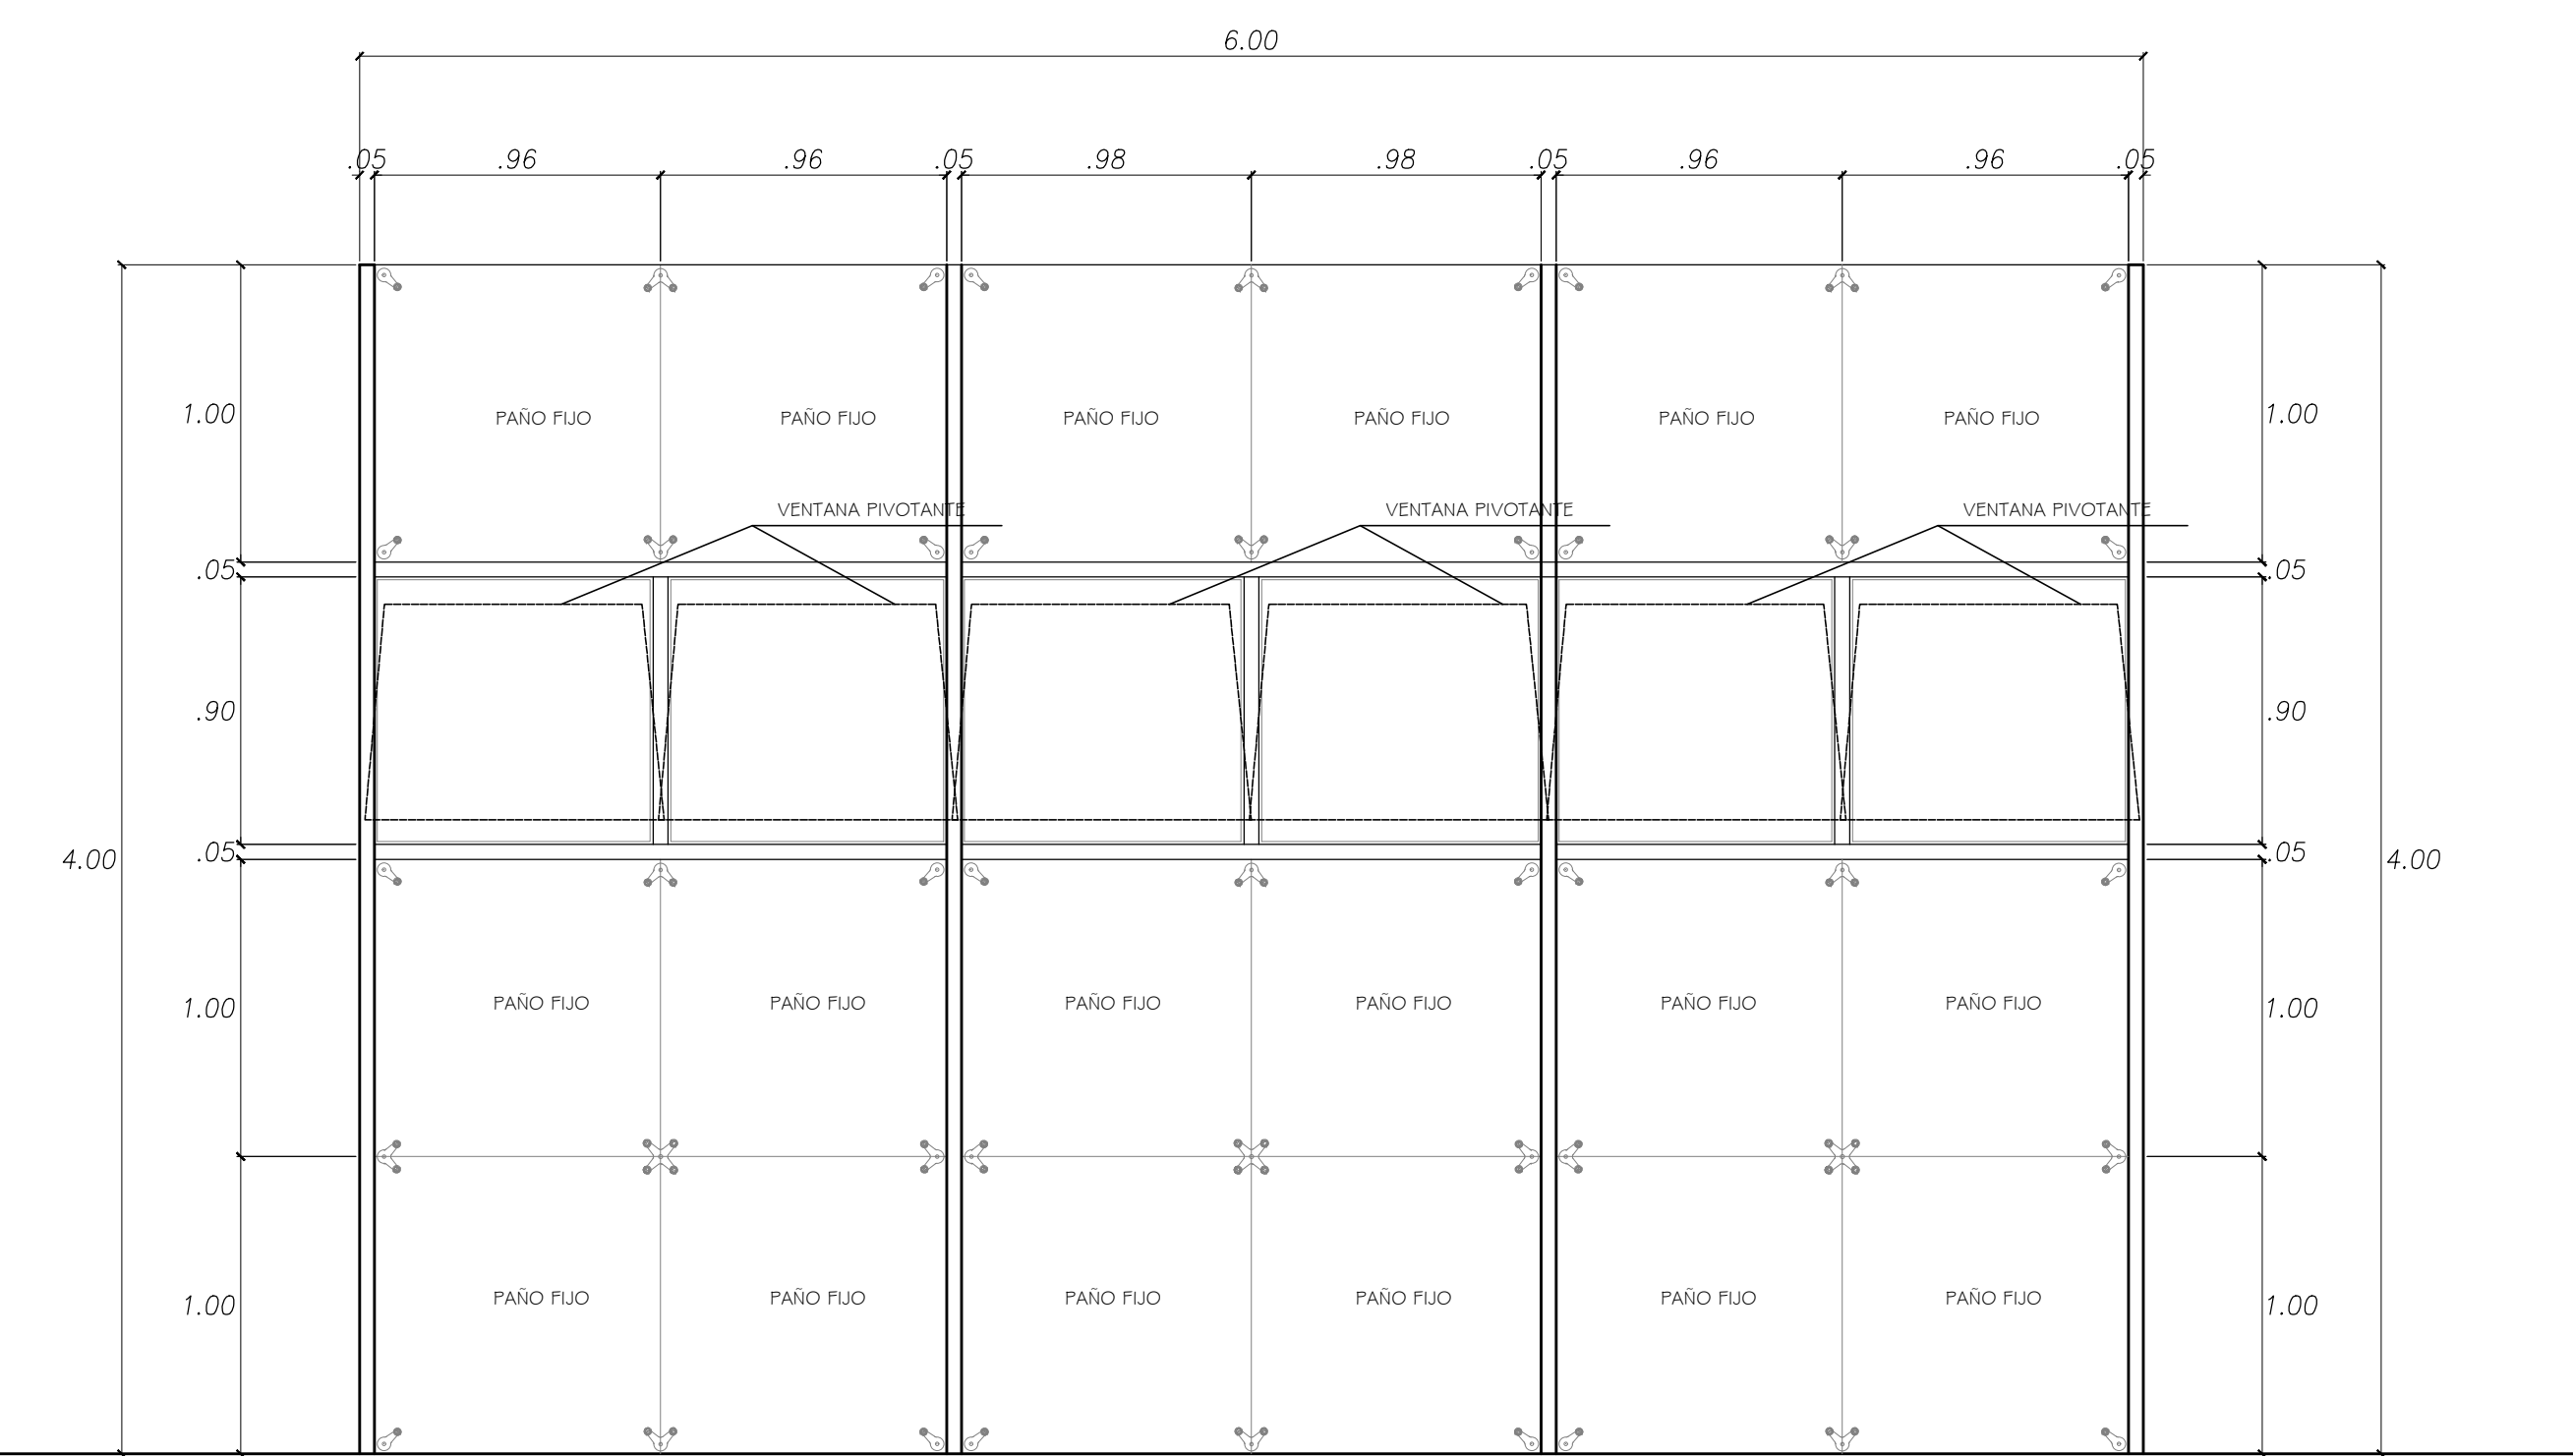 6.00
.05 .96 .96 .05 .98 .98 .05 .96 .96 .05
1.00 PAÑO FIJO PAÑO FIJO PAÑO FIJO PAÑO FIJO PAÑO FIJO PAÑO FIJO 1.00
VENTANA PIVOTANTE VENTANA PIVOTANTE VENTANA PIVOTANTE
.05 .05
.90 .90
.05 .05
4.00 4.00
1.00 PAÑO FIJO PAÑO FIJO PAÑO FIJO PAÑO FIJO PAÑO FIJO PAÑO FIJO 1.00
1.00 PAÑO FIJO PAÑO FIJO PAÑO FIJO PAÑO FIJO PAÑO FIJO PAÑO FIJO 1.00